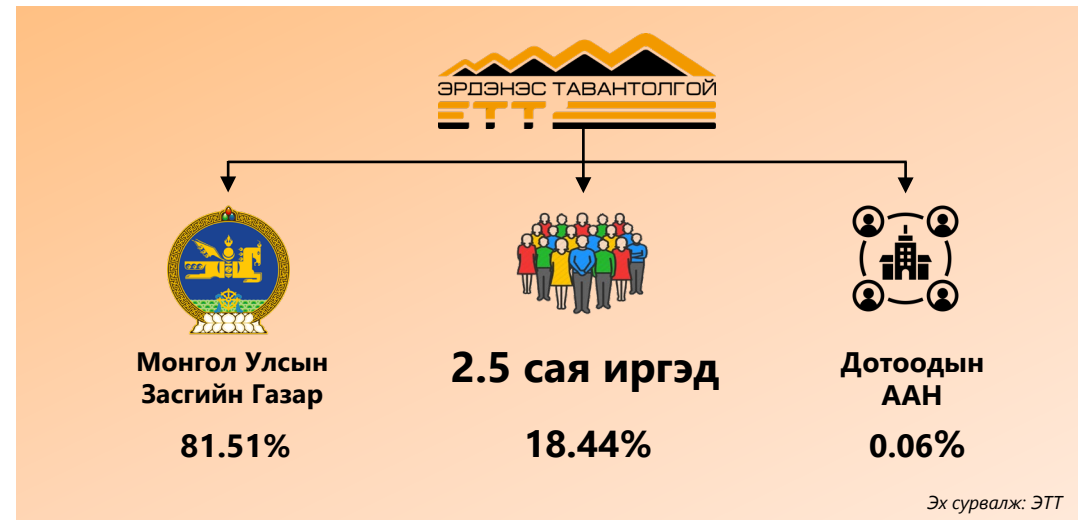 ЭРДЭНЭС ТАВАНТОЛГОЙ
ЕТТ
Монгол Улсын
Засгийн Газар
81.51%
2.5 сая иргэд
18.44%
Дотоодын
ААН
0.06%
Эх сурвалж: ЭТТ